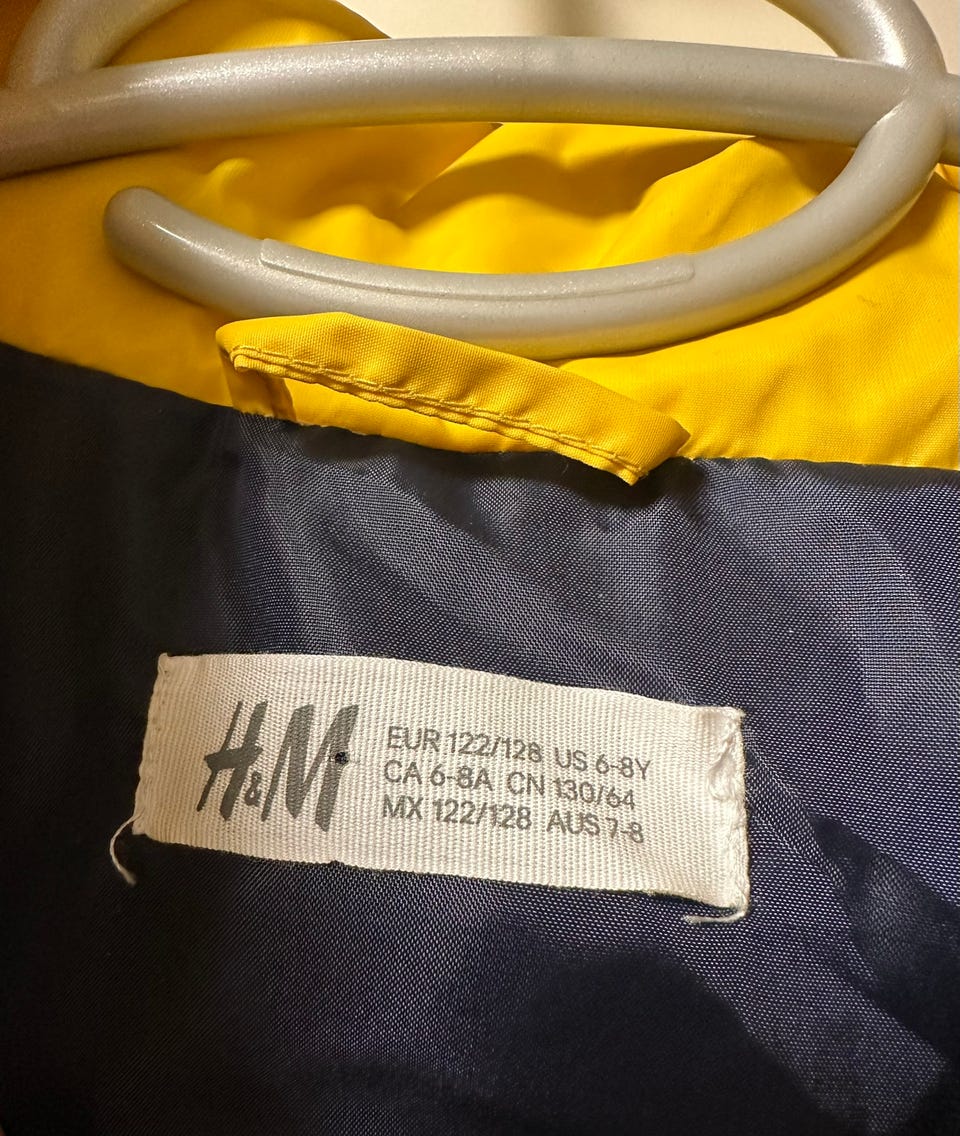 H&M
EUR 122/128 US 6-8Y
CA 6-8A CN 130/64
MX 122/128 AUS 7-8